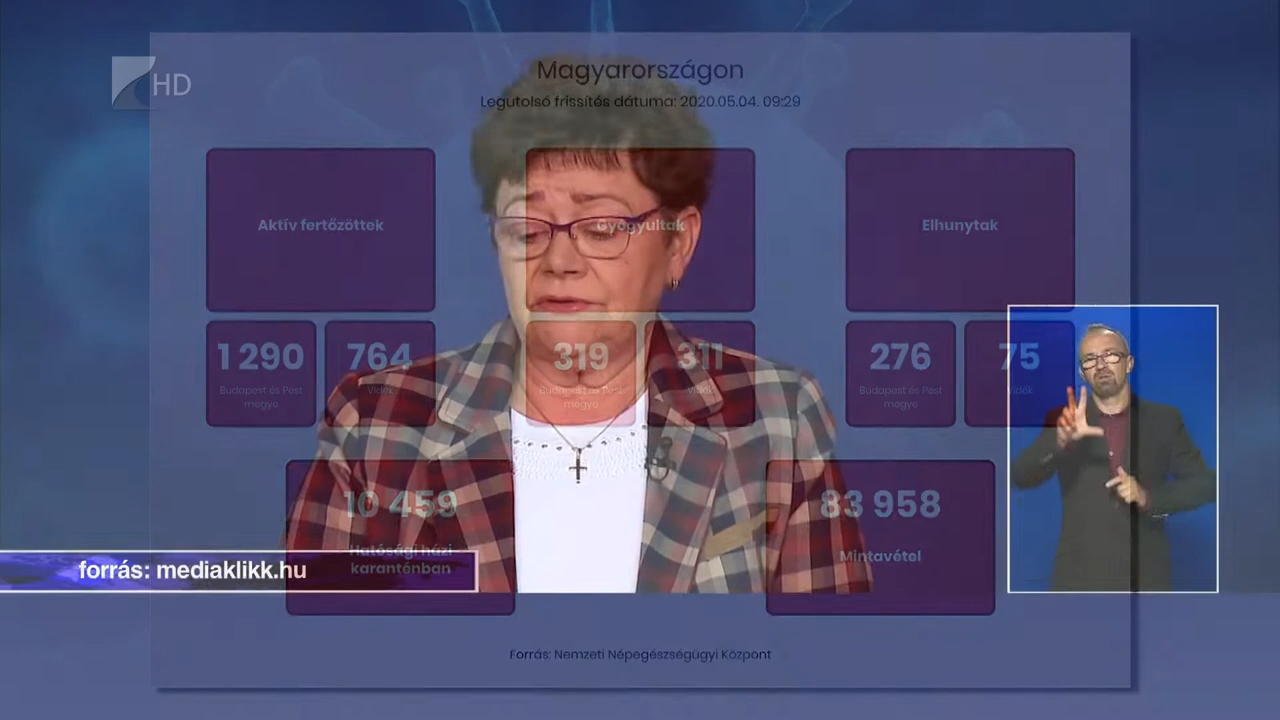 HD
Magyarországon
Legutolsó frissítés dátuma: 2020.05.04. 09:29
Aktív fertőzöttek
Gyógyultak
Elhunytak
1 290
764
319
311
276
75
Budapest és Pest megye
Vidék
Budapest és Pest megye
Vidék
Budapest és Pest megye
Vidék
10 459
83 958
Hatósági házi
karanténban
Mintavétel
forrás: mediaklikk.hu
Forrás: Nemzeti Népegészségügyi Központ